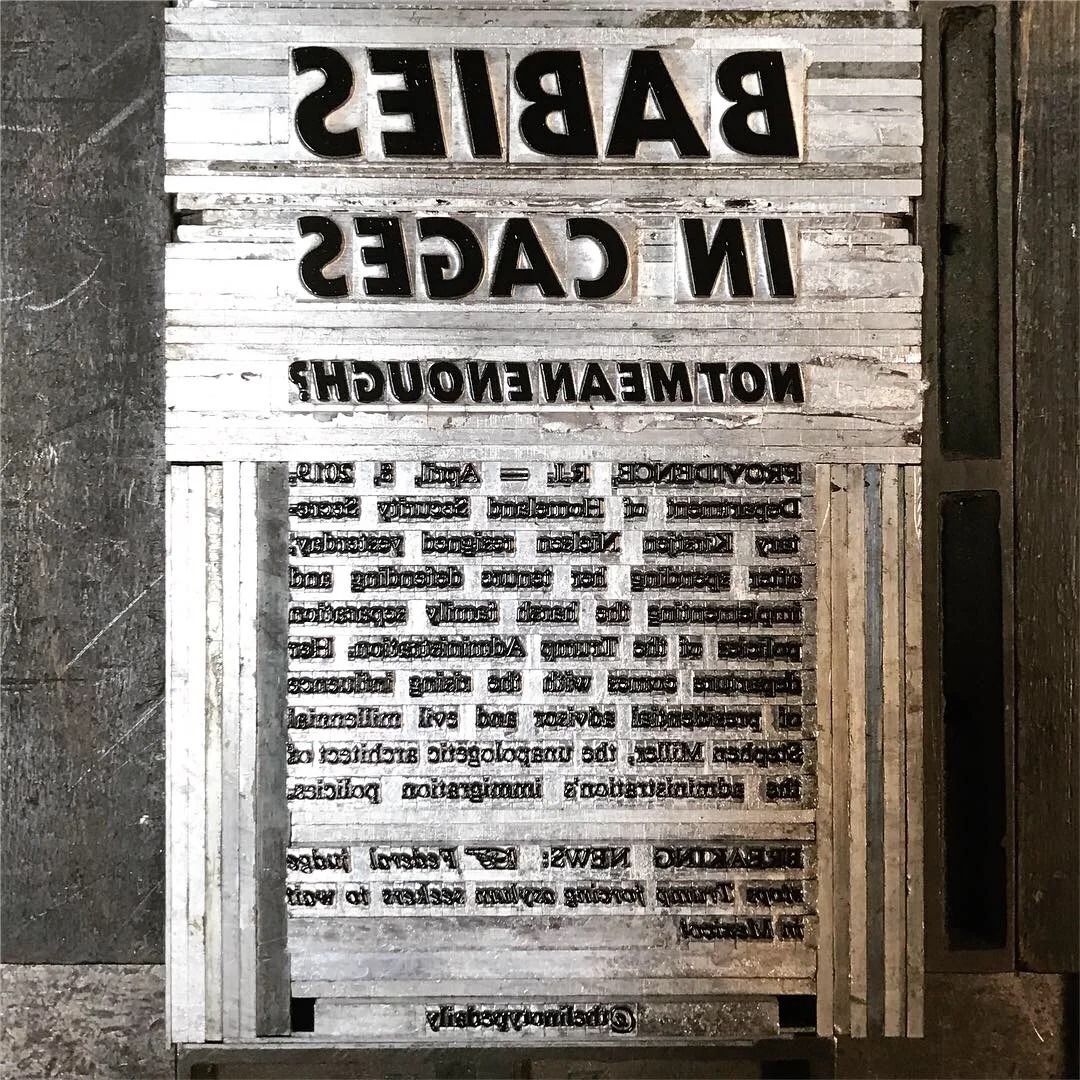 BABIES
IN CAGES
NOT MEAN ENOUGH?
PROVIDENCE, R.I. — April, 8, 2019.
Department of Homeland Security Secre-
tary Kirstjen Nielsen resigned yesterday,
after spending her tenure defending and
implementing the harsh family separation
policies of the Trump Administration. Her
departure comes with the rising influence
of presidential advisor and evil millennial
Stephen Miller, the unapologetic architect of
the administration's immigration policies.
BREAKING NEWS: ☞ Federal judge
stops Trump forcing asylum seekers to wait
in Mexico!
@thelinotypedaily